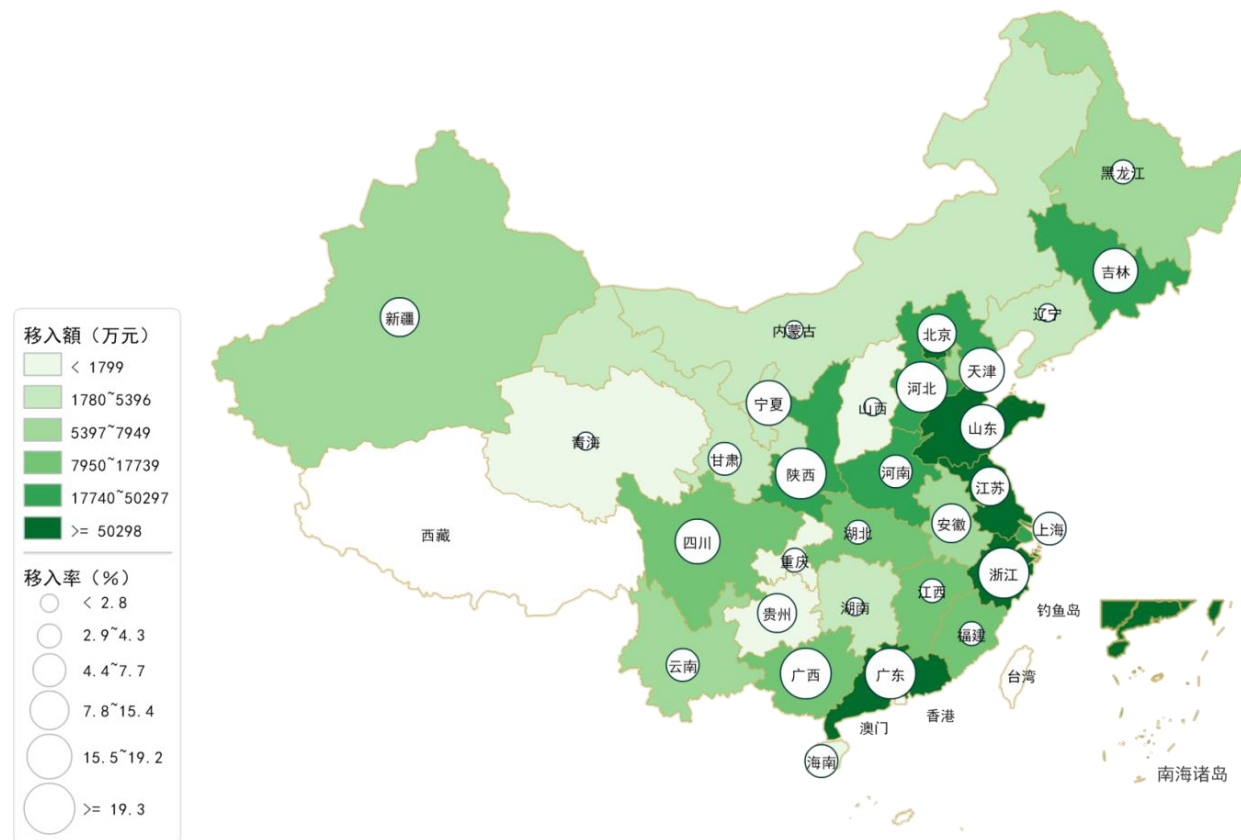 黑龙江
吉林
新疆
辽宁
内蒙古
北京
天津
河北
宁夏
山西
山东
青海
甘肃
陕西
河南
江苏
安徽
上海
西藏
四川
湖北
重庆
浙江
江西
湖南
贵州
钓鱼岛
福建
云南
广西
广东
台湾
香港
澳门
海南
南海诸岛
移入額（万元）
< 1799
1780~5396
5397~7949
7950~17739
17740~50297
>= 50298
移入率（%）
< 2.8
2.9~4.3
4.4~7.7
7.8~15.4
15.5~19.2
>= 19.3